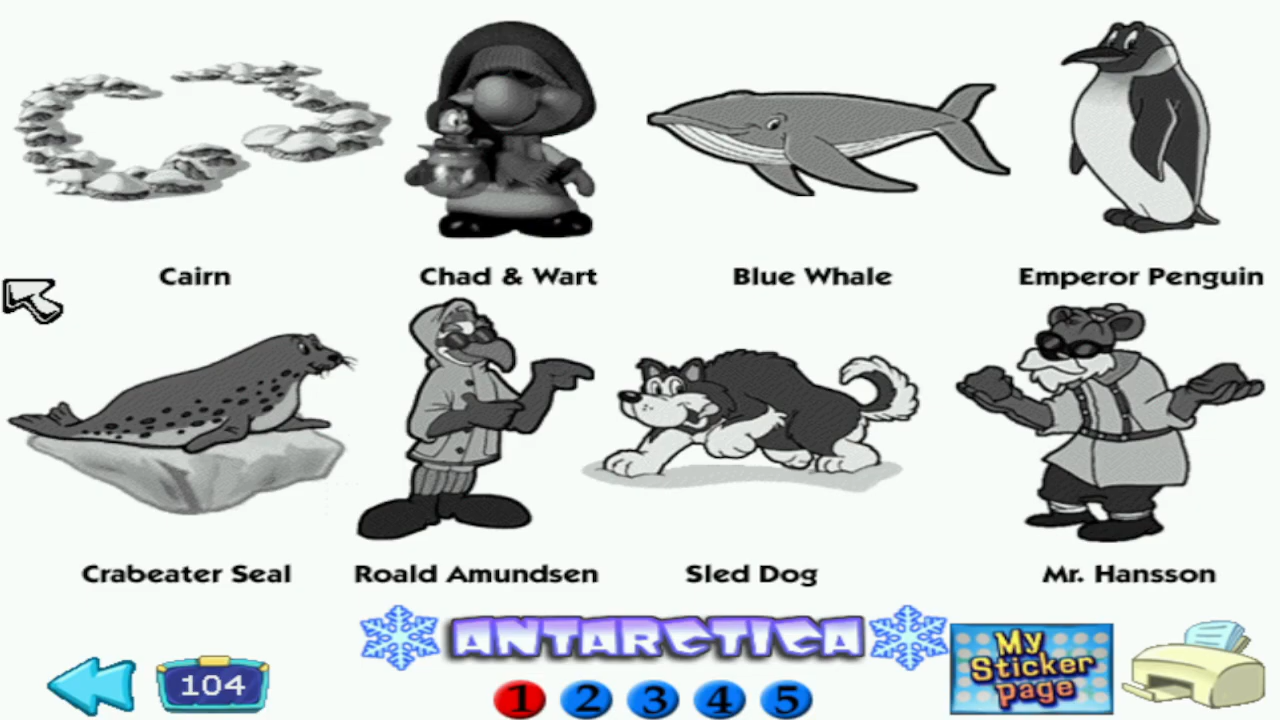 Cairn
Chad & Wart
Blue Whale
Emperor Penguin
Crabeater Seal
Roald Amundsen
Sled Dog
Mr. Hansson
ANTARCTICA
My
Sticker
page
104
1 2 3 4 5